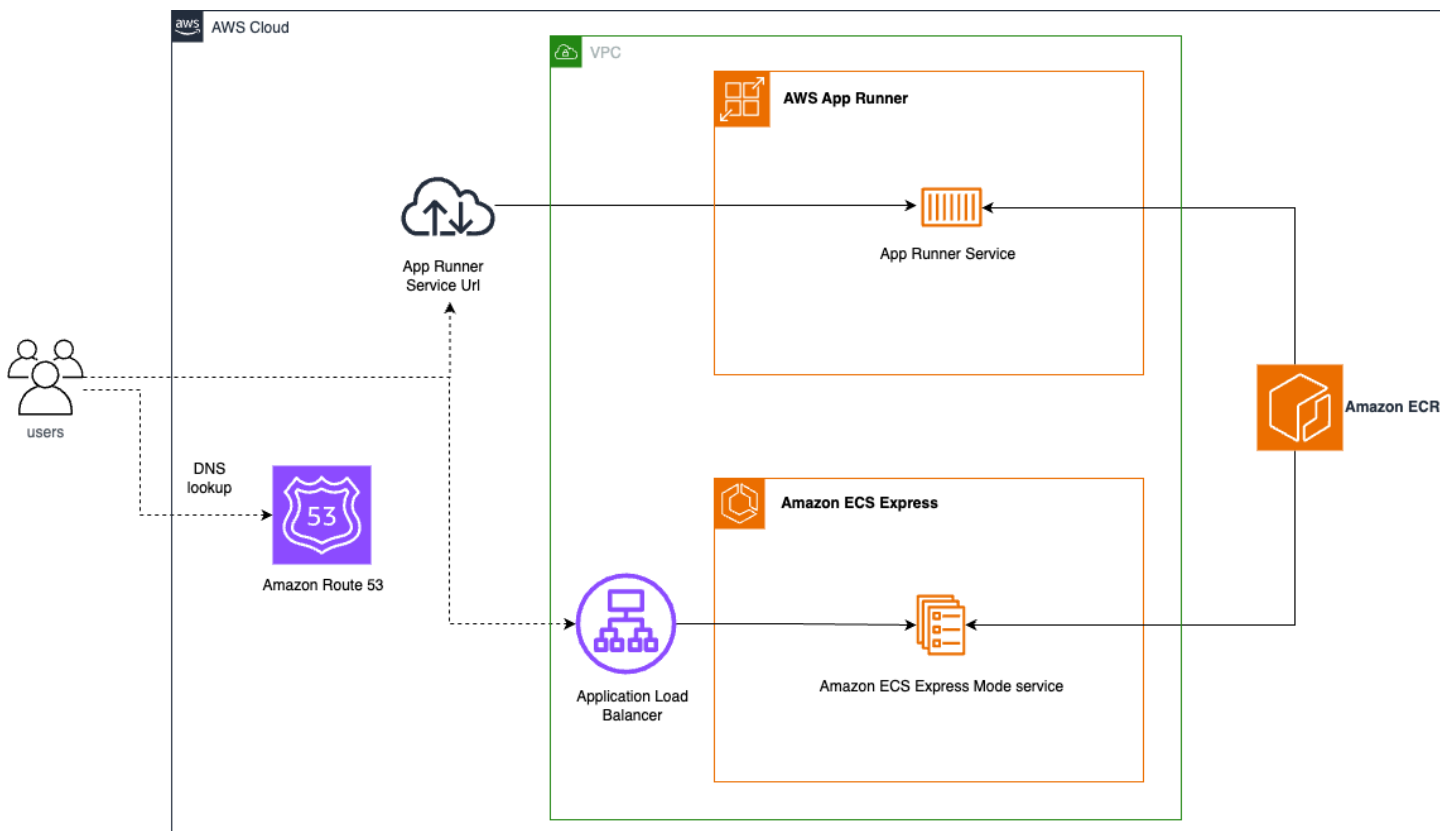 aws
AWS Cloud
VPC
AWS App Runner
App Runner Service
App Runner
Service Url
users
Amazon ECR
DNS
lookup
53
Amazon Route 53
Amazon ECS Express
Amazon ECS Express Mode service
Application Load
Balancer